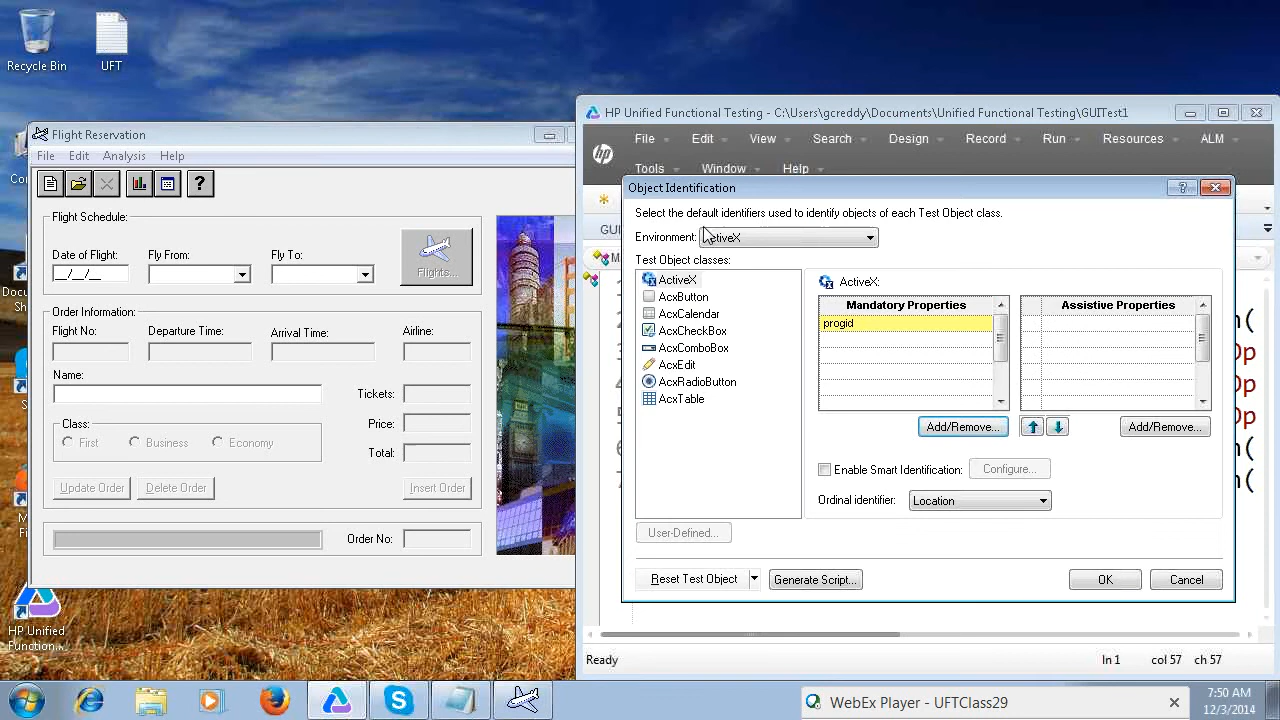 Recycle Bin
UFT
Flight Reservation
File Edit Analysis Help
Flight Schedule:
Date of Flight: Fly From: Fly To:
__/__/__
Flights...
Order Information:
Flight No: Departure Time: Arrival Time: Airline:
Name:
Tickets:
Class:
First Business Economy
Price:
Total:
Update Order Delete Order Insert Order
Order No:
HP Unified
Function...
HP Unified Functional Testing - C:\Users\gcreddy\Documents\Unified Functional Testing\GUITest1
hp
File Edit View Search Design Record Run Resources ALM
Tools Window Help
Object Identification
Select the default identifiers used to identify objects of each Test Object class.
Environment: ActiveX
Test Object classes:
ActiveX
AcxButton
AcxCalendar
AcxCheckBox
AcxComboBox
AcxEdit
AcxRadioButton
AcxTable
ActiveX
Mandatory Properties Assistive Properties
progid
Add/Remove... Add/Remove...
Enable Smart Identification: Configure...
Ordinal identifier: Location
User-Defined...
Reset Test Object Generate Script... OK Cancel
n(
Dp
Dp
Dp
n(
n(
Ready ln 1 col 57 ch 57
WebEx Player - UFTClass29
7:50 AM
12/3/2014